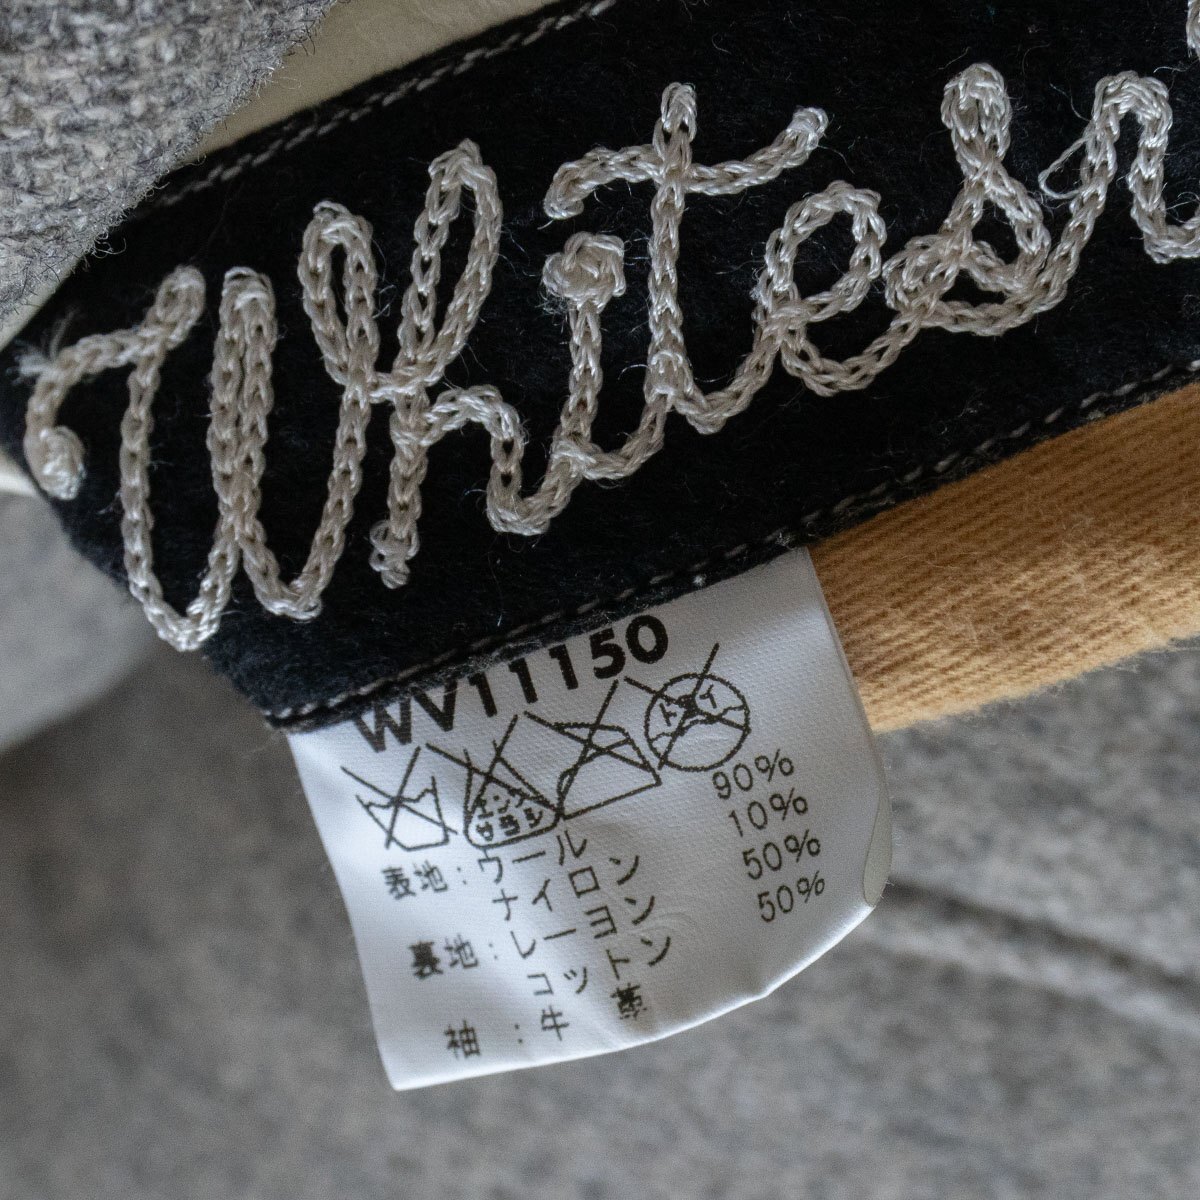 Whites
WV11150
エンソ
サラシ
ドライ
表地:ウール 90%
ナイロン 10%
裏地:レーヨン 50%
コットン 50%
袖:牛革